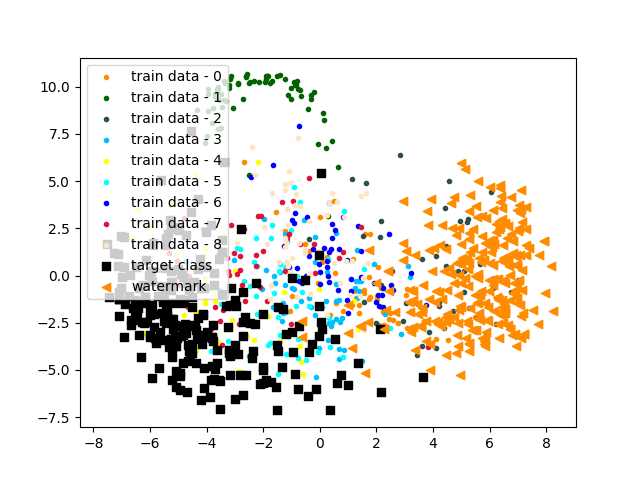 10.0
7.5
5.0
2.5
0.0
−2.5
−5.0
−7.5
train data - 0
train data - 1
train data - 2
train data - 3
train data - 4
train data - 5
train data - 6
train data - 7
train data - 8
target class
watermark
−8 −6 −4 −2 0 2 4 6 8